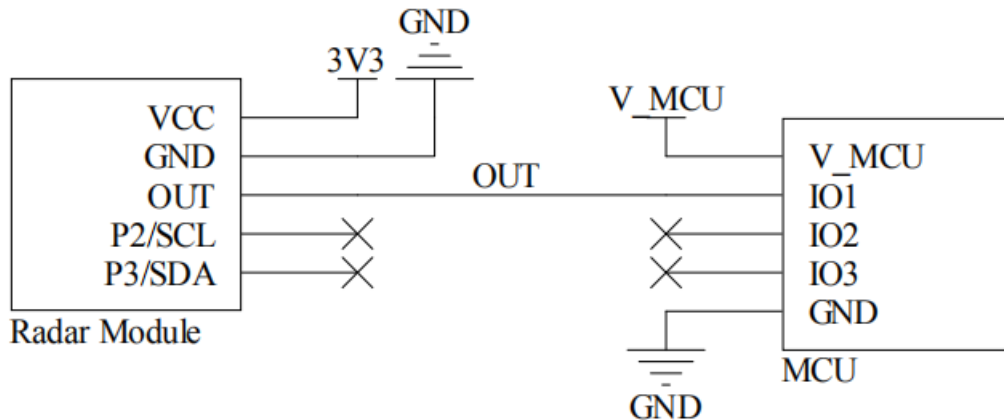 GND
3V3
V_MCU
VCC
GND
OUT
P2/SCL
P3/SDA
Radar Module
OUT
V_MCU
IO1
IO2
IO3
GND
MCU
GND